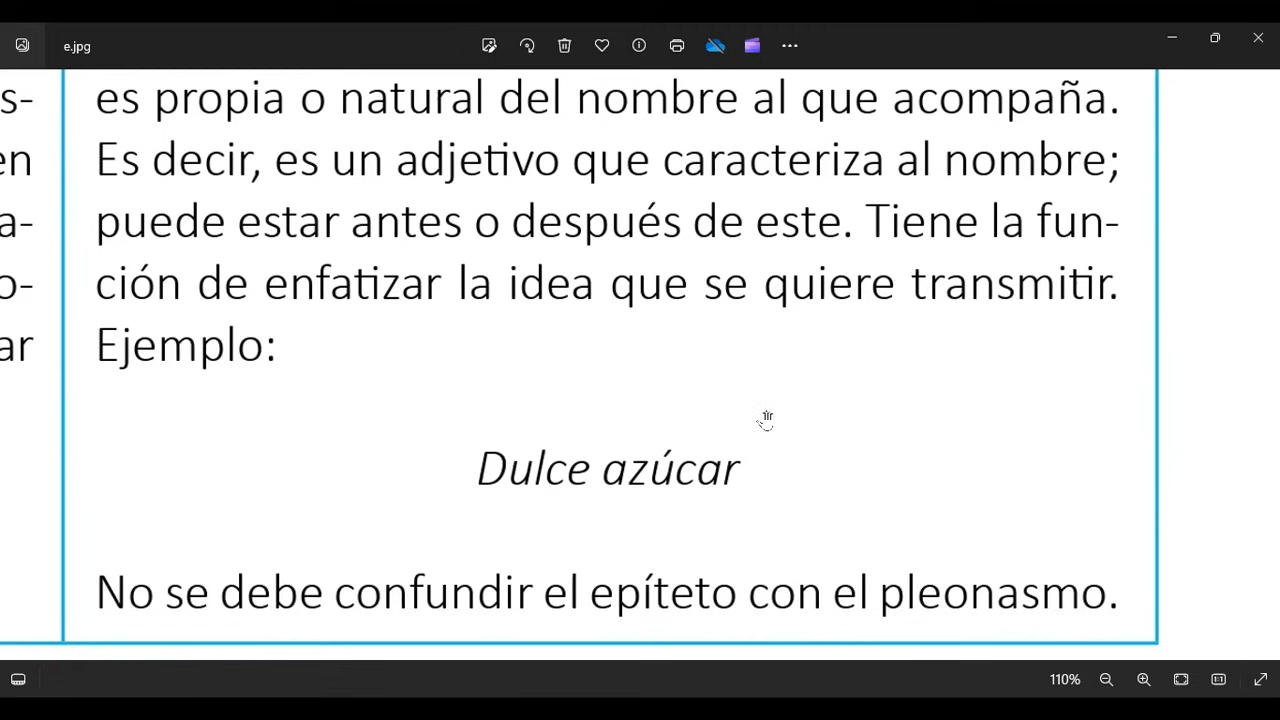 e.jpg
s-
en
a-
o-
ar
es propia o natural del nombre al que acompaña.
Es decir, es un adjetivo que caracteriza al nombre;
puede estar antes o después de este. Tiene la fun-
ción de enfatizar la idea que se quiere transmitir.
Ejemplo:
Dulce azúcar
No se debe confundir el epíteto con el pleonasmo.
110%